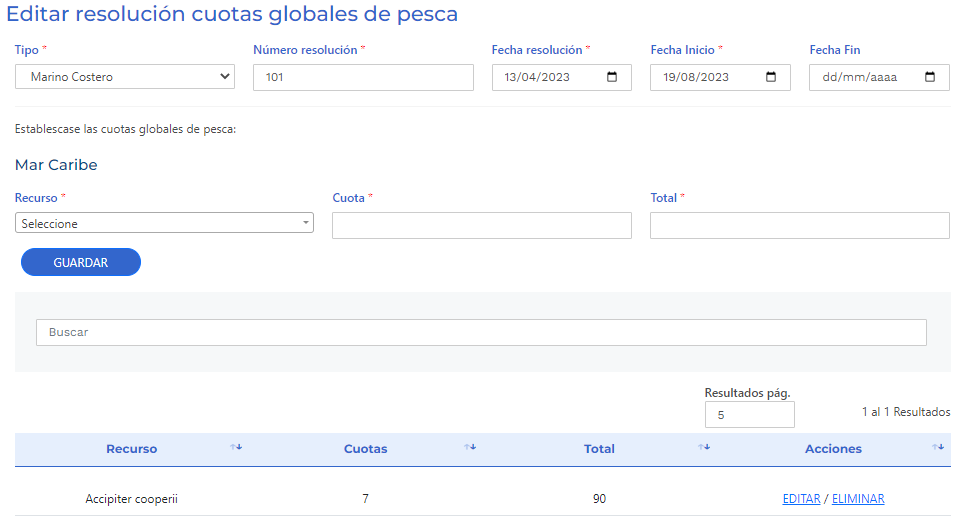 Editar resolución cuotas globales de pesca
Tipo * Número resolución * Fecha resolución * Fecha Inicio * Fecha Fin
Marino Costero 101 13/04/2023 19/08/2023 dd/mm/aaaa
Establescase las cuotas globales de pesca:
Mar Caribe
Recurso * Cuota * Total *
Seleccione
GUARDAR
Buscar
Resultados pág.
5 1 al 1 Resultados
Recurso Cuotas Total Acciones
Accipiter cooperii 7 90 EDITAR / ELIMINAR